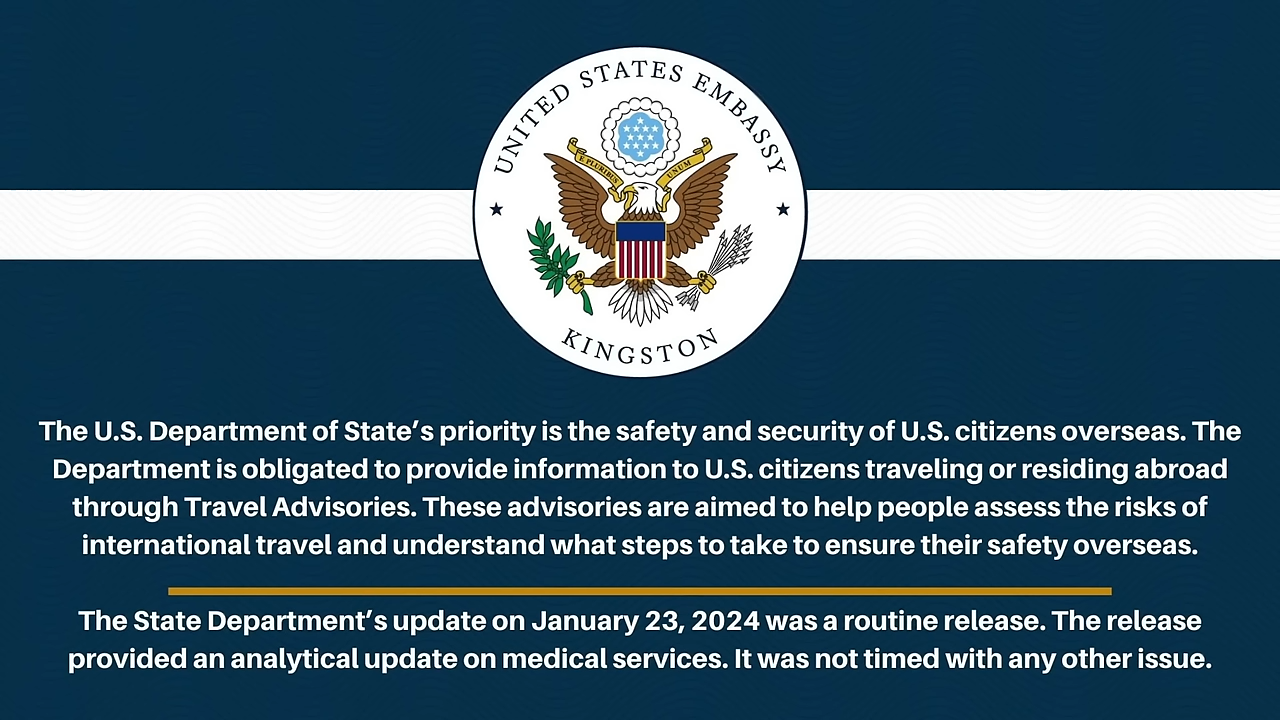 UNITED STATES EMBASSY
E PLURIBUS UNUM
KINGSTON
The U.S. Department of State’s priority is the safety and security of U.S. citizens overseas. The
Department is obligated to provide information to U.S. citizens traveling or residing abroad
through Travel Advisories. These advisories are aimed to help people assess the risks of
international travel and understand what steps to take to ensure their safety overseas.
The State Department’s update on January 23, 2024 was a routine release. The release
provided an analytical update on medical services. It was not timed with any other issue.